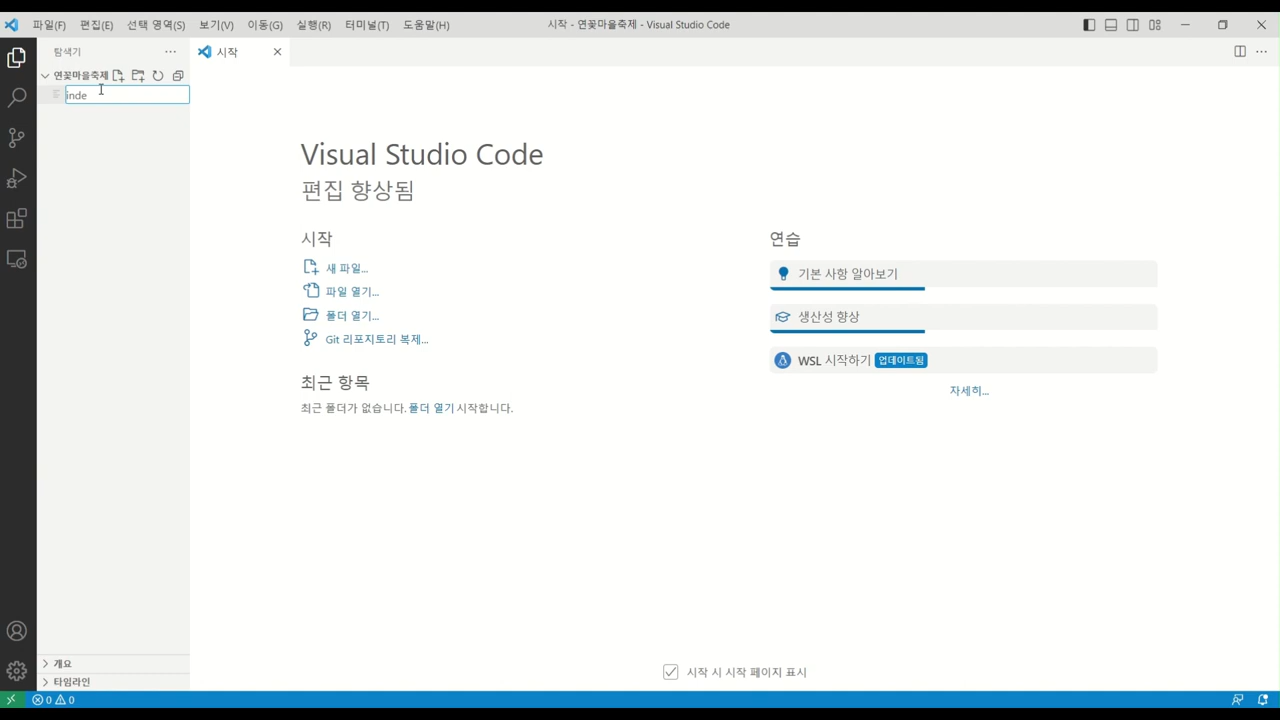 파일(F) 편집(E) 선택 영역(S) 보기(V) 이동(G) 실행(R) 터미널(T) 도움말(H) 시작 - 연꽃마을축제 - Visual Studio Code
탐색기
시작
연꽃마을축제
inde
Visual Studio Code
편집 향상됨
시작
새 파일...
파일 열기...
폴더 열기...
Git 리포지토리 복제...
최근 항목
최근 폴더가 없습니다. 폴더 열기 시작합니다.
연습
기본 사항 알아보기
생산성 향상
WSL 시작하기 업데이트됨
자세히...
시작 시 시작 페이지 표시
개요
타임라인
0 0